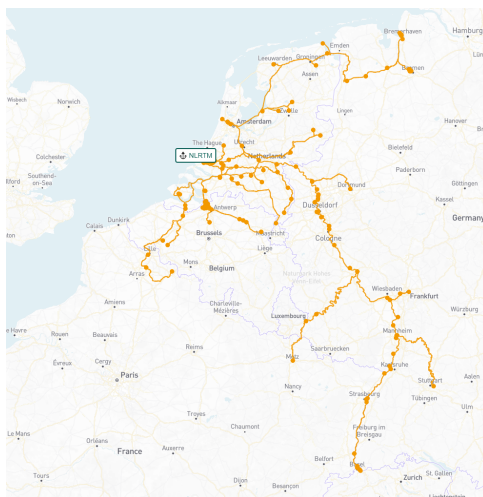 Bremerhaven
Hamburg
Emden
Groningen
Leeuwarden
Bremen
Assen
Wisbech
Norwich
Alkmaar
Zwolle
Lingen
Amsterdam
Hanover
The Hague
Utrecht
Bielefeld
Colchester
NLRTM
Netherlands
Paderborn
Southend-
on-Sea
Göttingen
Dortmund
Kassel
Antwerp
Düsseldorf
Dunkirk
Germany
Calais
Brussels
Maastricht
Cologne
Lille
Liège
Mons
Belgium
Arras
Wiesbaden
Frankfurt
Amiens
Charleville-
Mézières
Würzburg
Luxembourg
Mannheim
Rouen
Beauvais
Saarbruecken
Reims
Metz
Évreux
Cergy
Karlsruhe
Stuttgart
Aalen
Paris
Nancy
Strasbourg
Tübingen
Ulm
Troyes
Le Mans
Chaumont
Freiburg im
Breisgau
Orléans
France
Auxerre
Belfort
Basel
Tours
Dijon
Besançon
Zurich
St. Gallen